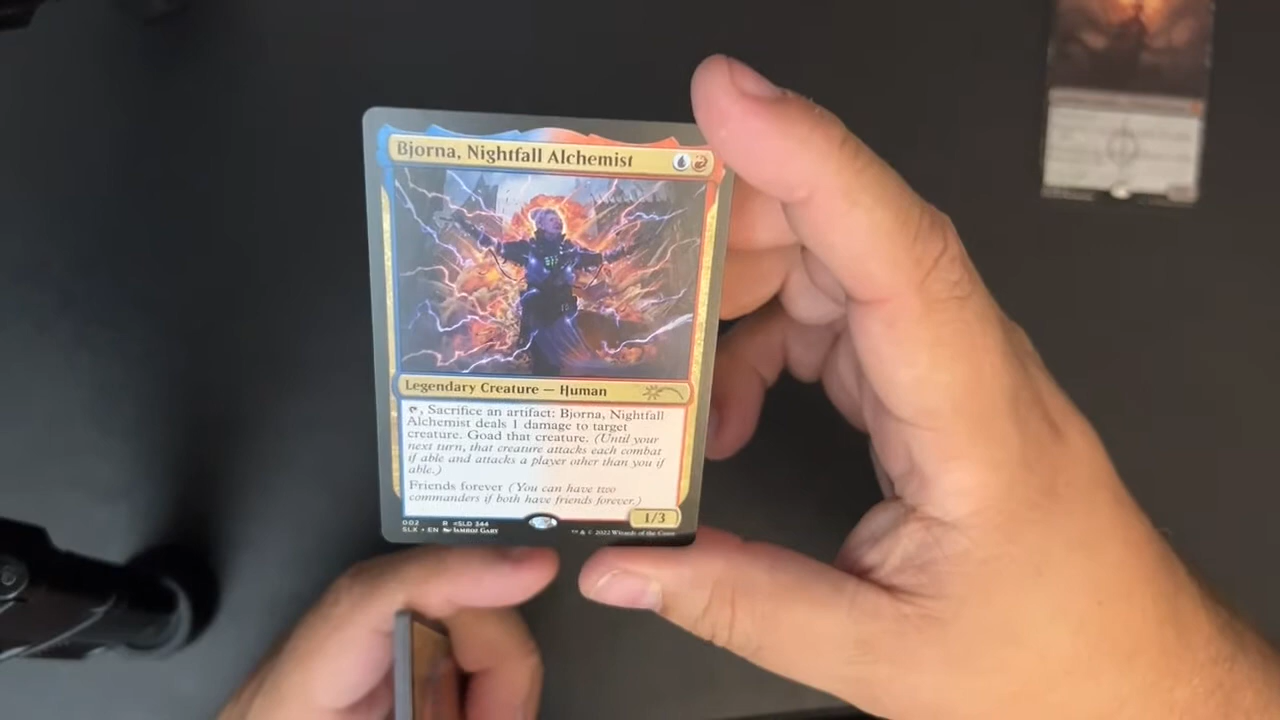 Bjorna, Nightfall Alchemist
Legendary Creature — Human
, Sacrifice an artifact: Bjorna, Nightfall
Alchemist deals 1 damage to target
creature. Goad that creature. (Until your
next turn, that creature attacks each combat
if able and attacks a player other than you if
able.)
Friends forever (You can have two
commanders if both have friends forever.)
1/3
002 R =SLD 344
SLX • EN
™ & © 2022 Wizards of the Coast